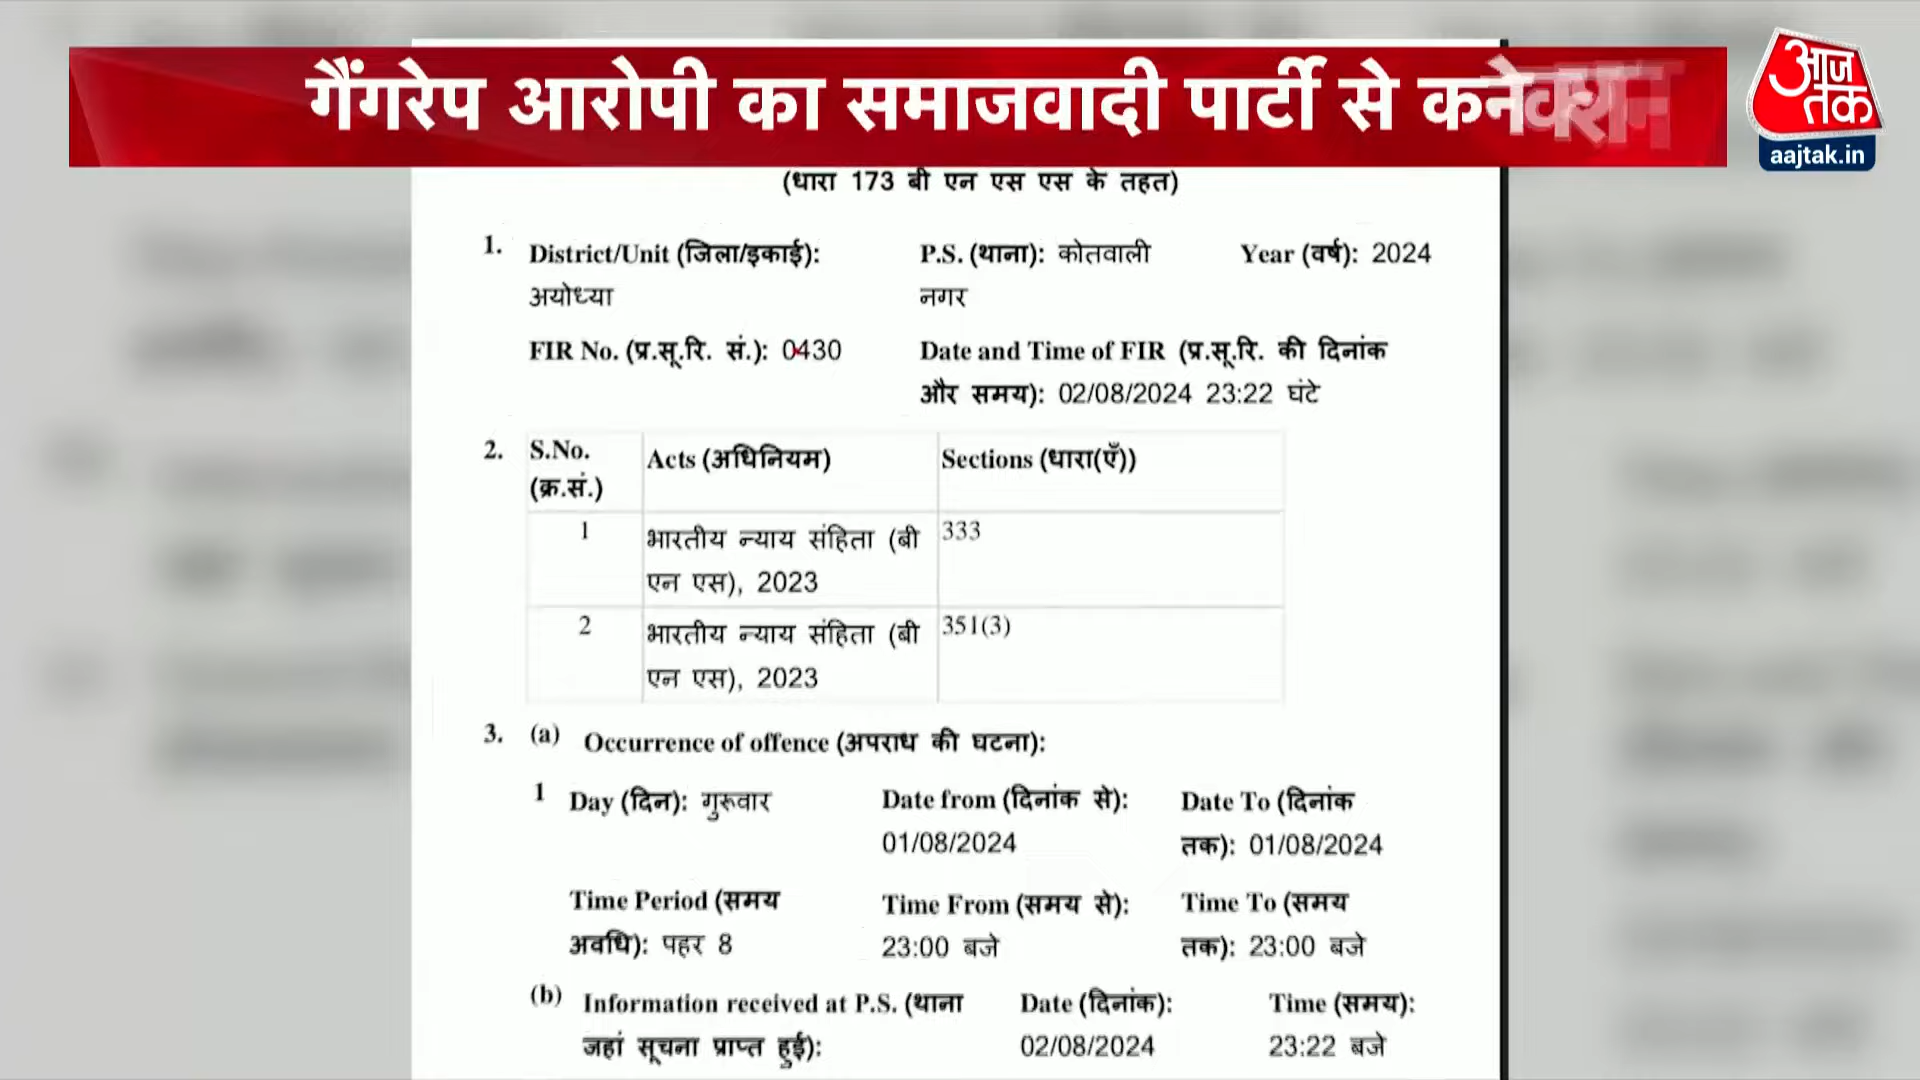 गैंगरेप आरोपी का समाजवादी पार्टी से कनेक्शन
आज तक
aajtak.in
(धारा 173 बी एन एस एस के तहत)
1. District/Unit (जिला/इकाई): P.S. (थाना): कोतवाली Year (वर्ष): 2024
अयोध्या नगर
FIR No. (प्र.सू.रि. सं.): 0430 Date and Time of FIR (प्र.सू.रि. की दिनांक
और समय): 02/08/2024 23:22 घंटे
2. S.No. Acts (अधिनियम) Sections (धारा(एँ))
(क्र.सं.)
1 भारतीय न्याय संहिता (बी 333
एन एस), 2023
2 भारतीय न्याय संहिता (बी 351(3)
एन एस), 2023
3. (a) Occurrence of offence (अपराध की घटना):
1 Day (दिन): गुरूवार Date from (दिनांक से): Date To (दिनांक
01/08/2024 तक): 01/08/2024
Time Period (समय Time From (समय से): Time To (समय
अवधि): पहर 8 23:00 बजे तक): 23:00 बजे
(b) Information received at P.S. (थाना Date (दिनांक): Time (समय):
जहां सूचना प्राप्त हुई): 02/08/2024 23:22 बजे